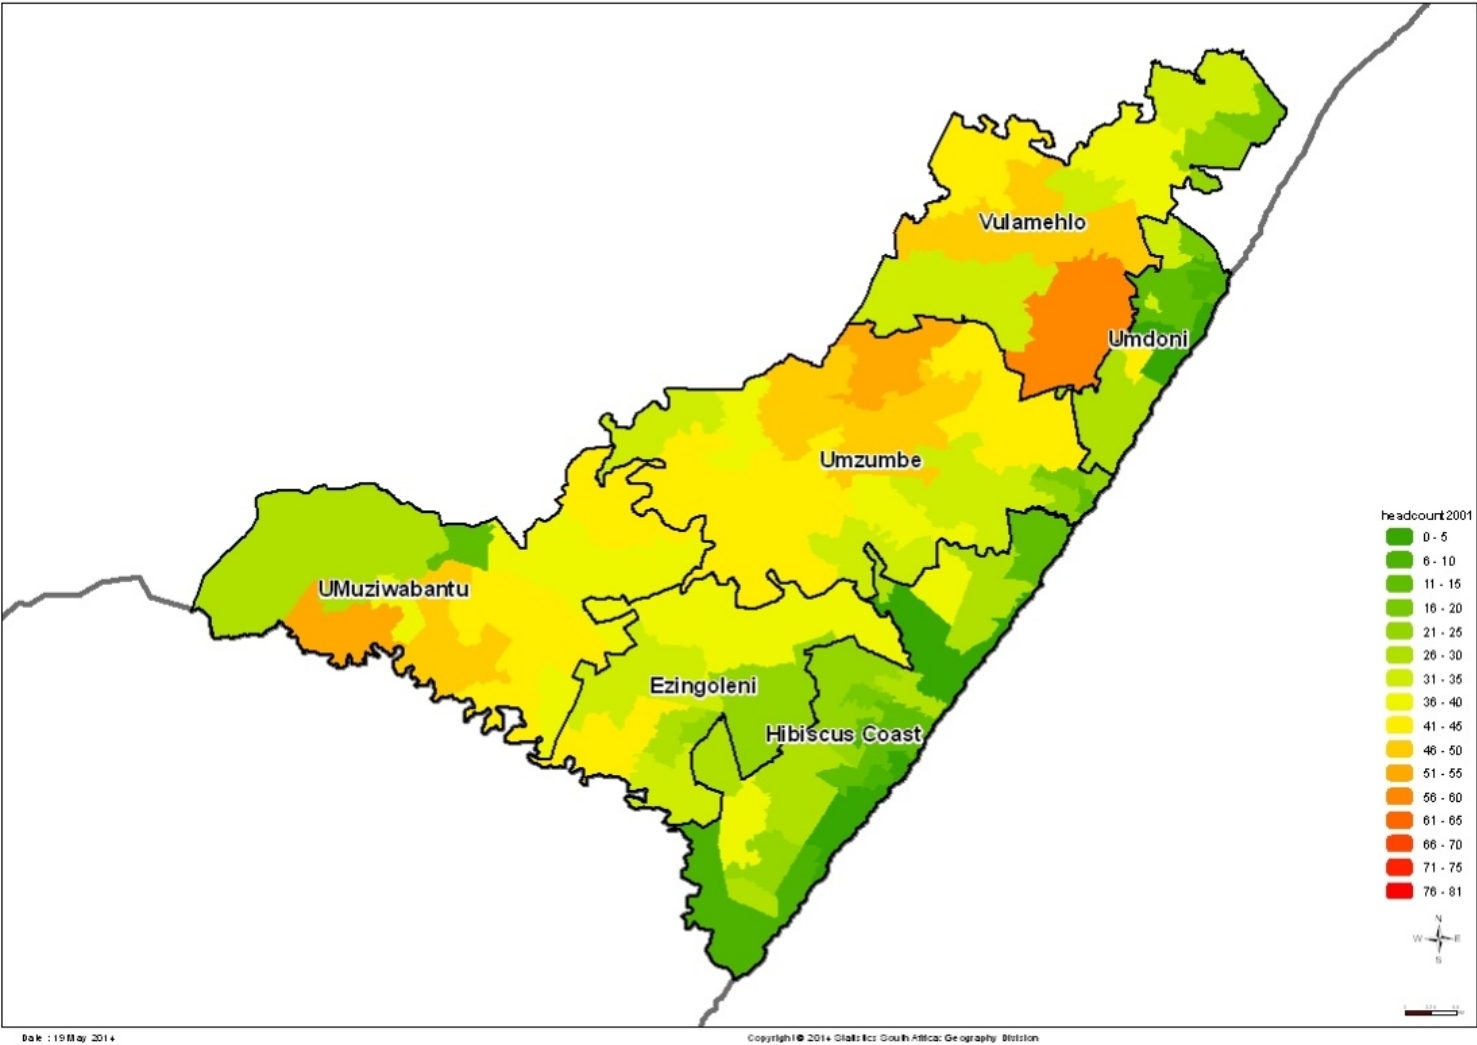 Vulamehlo
Umdoni
Umzumbe
UMuziwabantu
Ezingoleni
Hibiscus Coast
headcount2001
0 - 5
6 - 10
11 - 15
16 - 20
21 - 25
26 - 30
31 - 35
36 - 40
41 - 45
46 - 50
51 - 55
56 - 60
61 - 65
66 - 70
71 - 75
76 - 81
N
W E
S
Date : 19 May 2014
Copyright © 2014 Statistics South Africa: Geography Division